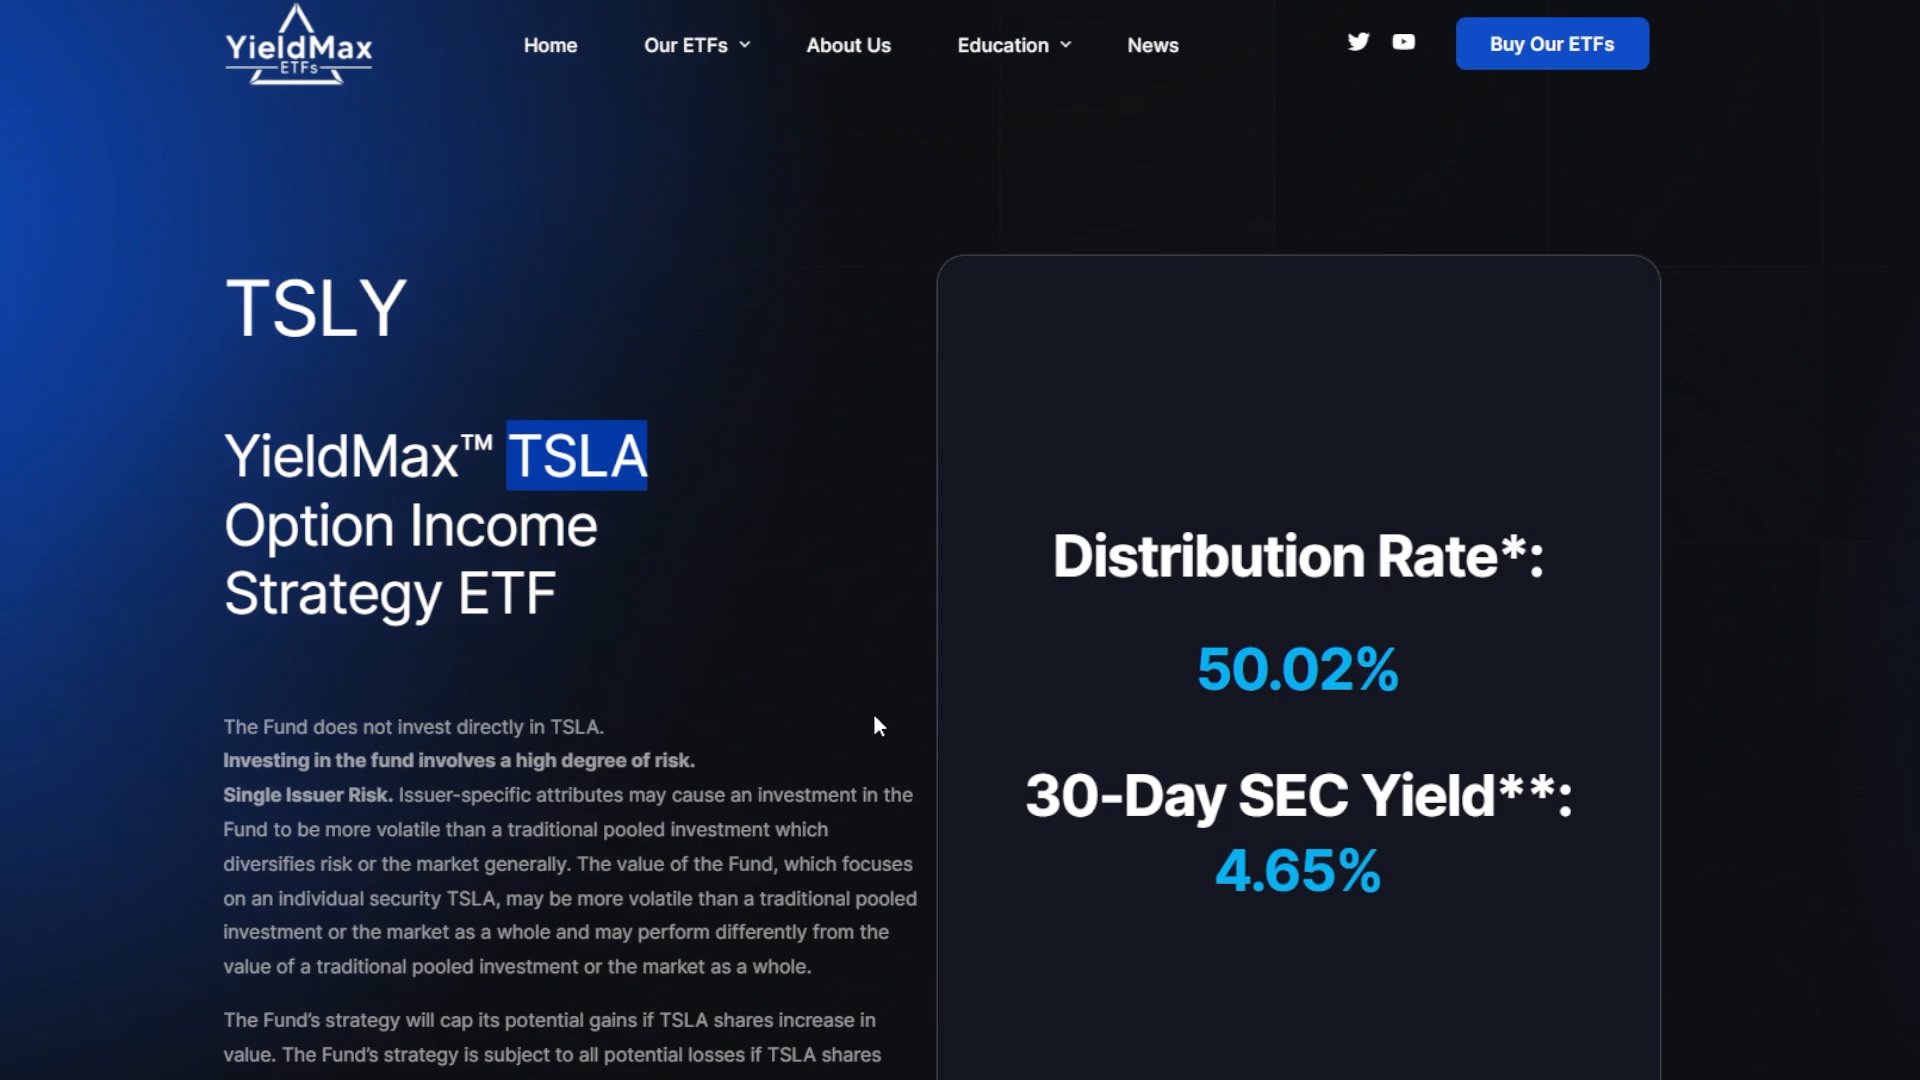 YieldMax
ETFs
Home
Our ETFs
About Us
Education
News
Buy Our ETFs
TSLY
YieldMax™ TSLA
Option Income
Strategy ETF
The Fund does not invest directly in TSLA.
Investing in the fund involves a high degree of risk.
Single Issuer Risk. Issuer-specific attributes may cause an investment in the
Fund to be more volatile than a traditional pooled investment which
diversifies risk or the market generally. The value of the Fund, which focuses
on an individual security TSLA, may be more volatile than a traditional pooled
investment or the market as a whole and may perform differently from the
value of a traditional pooled investment or the market as a whole.
The Fund’s strategy will cap its potential gains if TSLA shares increase in
value. The Fund’s strategy is subject to all potential losses if TSLA shares
Distribution Rate*:
50.02%
30-Day SEC Yield**:
4.65%